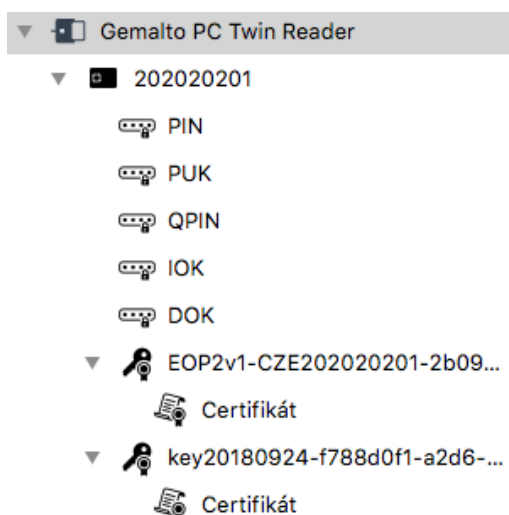 Gemalto PC Twin Reader
202020201
PIN
PUK
QPIN
IOK
DOK
EOP2v1-CZE202020201-2b09...
Certifikát
key20180924-f788d0f1-a2d6-...
Certifikát